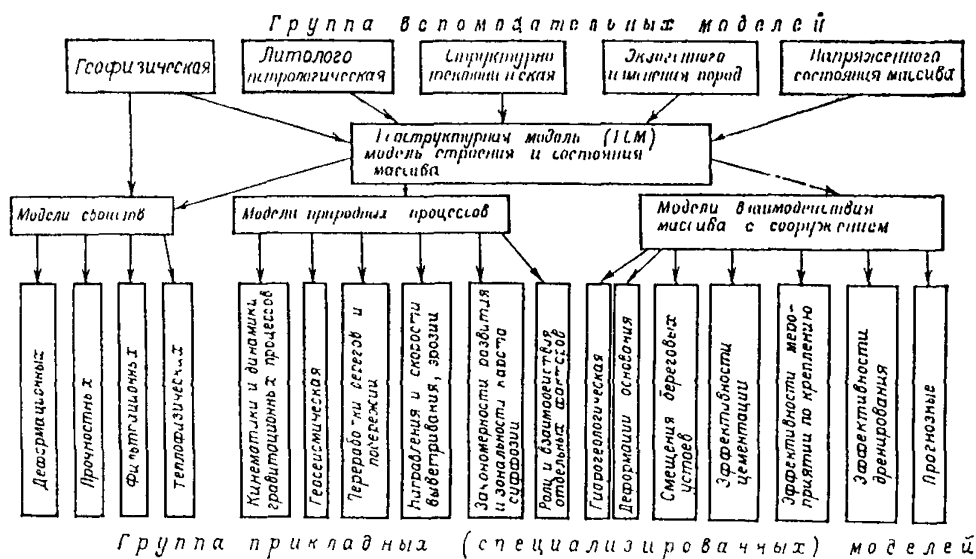 Группа вспомогательных моделей
Геофизическая
Литолого
петрологическая
Структурно
тектоническая
Экзогенного
изменения пород
Напряженного
состояния массива
Геоструктурная модель (ГСМ)
модель строения и состояния
массива
Модели свойств
Модели природных процессов
Модели взаимодействия
массива с сооружением
Деформационных
Прочностных
Фильтрационных
Теплофизических
Кинематики и динамики
гравитационных процессов
Геосейсмическая
Переработки берегов и
побережий
Направления и скорости
выветривания, эрозии
Закономерности развития
и зональности карста
суффозии
Роли и взаимодействия
отдельных факторов
Гидрогеологическая
Деформации основания
Смещения береговых
устоев
Эффективности
цементации
Эффективности меро-
приятий по креплению
Эффективности
дренирования
Прогнозные
Группа прикладных (специализированных) моделей